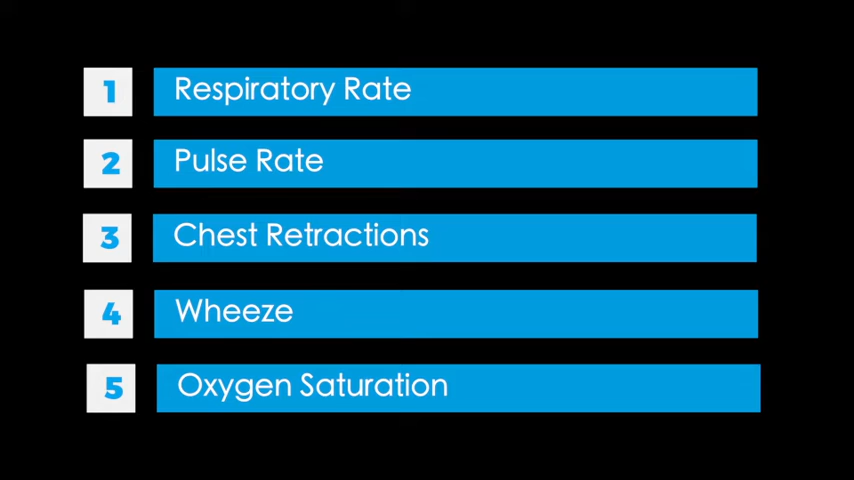 1 Respiratory Rate
2 Pulse Rate
3 Chest Retractions
4 Wheeze
5 Oxygen Saturation